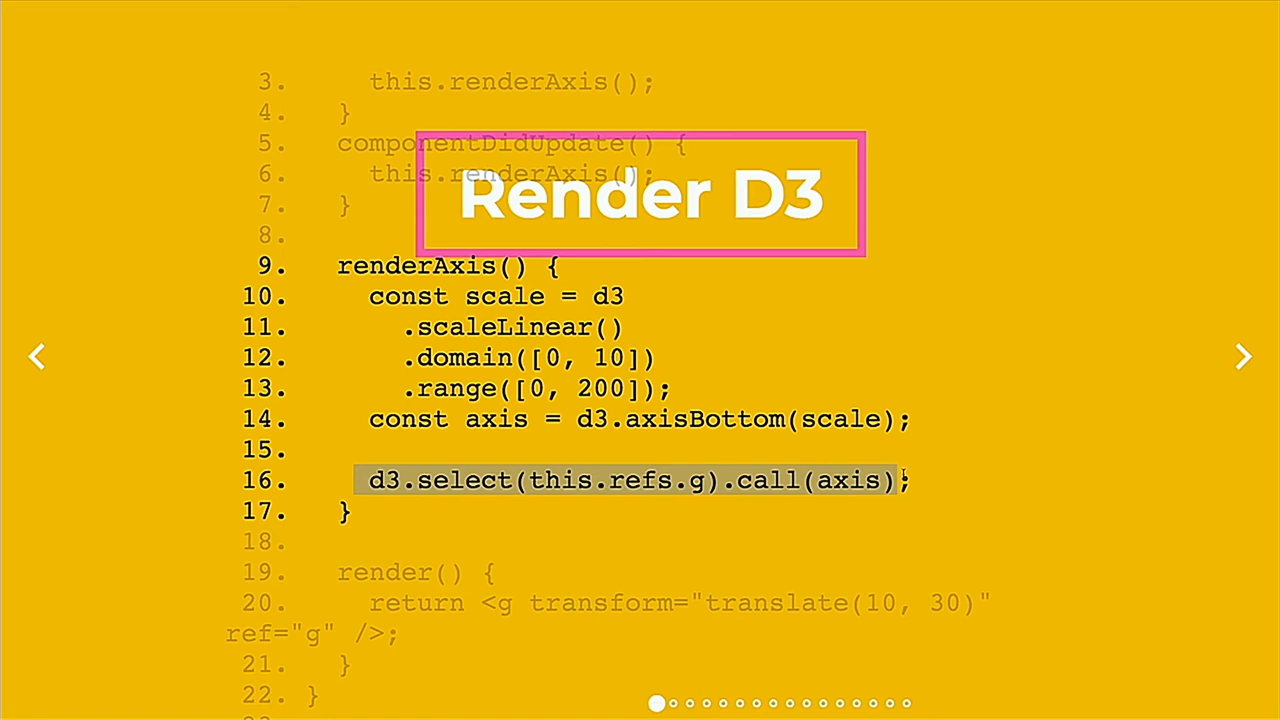 3.     this.renderAxis();
4.   }
5.   componentDidUpdate() {
6.     this.renderAxis();
7.   }
Render D3
8.
9.   renderAxis() {
10.     const scale = d3
11.       .scaleLinear()
12.       .domain([0, 10])
13.       .range([0, 200]);
14.     const axis = d3.axisBottom(scale);
15.
16.     d3.select(this.refs.g).call(axis);
17.   }
18.
19.   render() {
20.     return <g transform="translate(10, 30)"
ref="g" />;
21.   }
22. }